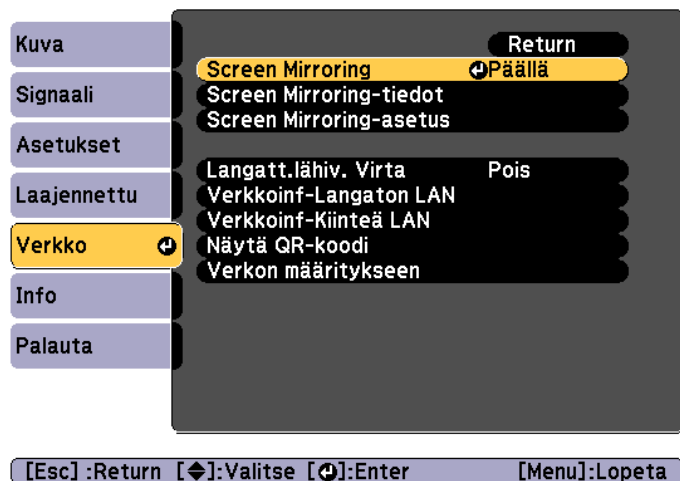 Kuva
Signaali
Asetukset
Laajennettu
Verkko
Info
Palauta
Return
Screen Mirroring Päällä
Screen Mirroring-tiedot
Screen Mirroring-asetus
Langatt.lähiv. Virta Pois
Verkkoinf-Langaton LAN
Verkkoinf-Kiinteä LAN
Näytä QR-koodi
Verkon määritykseen
[Esc] :Return [◆]:Valitse [⏎]:Enter [Menu]:Lopeta